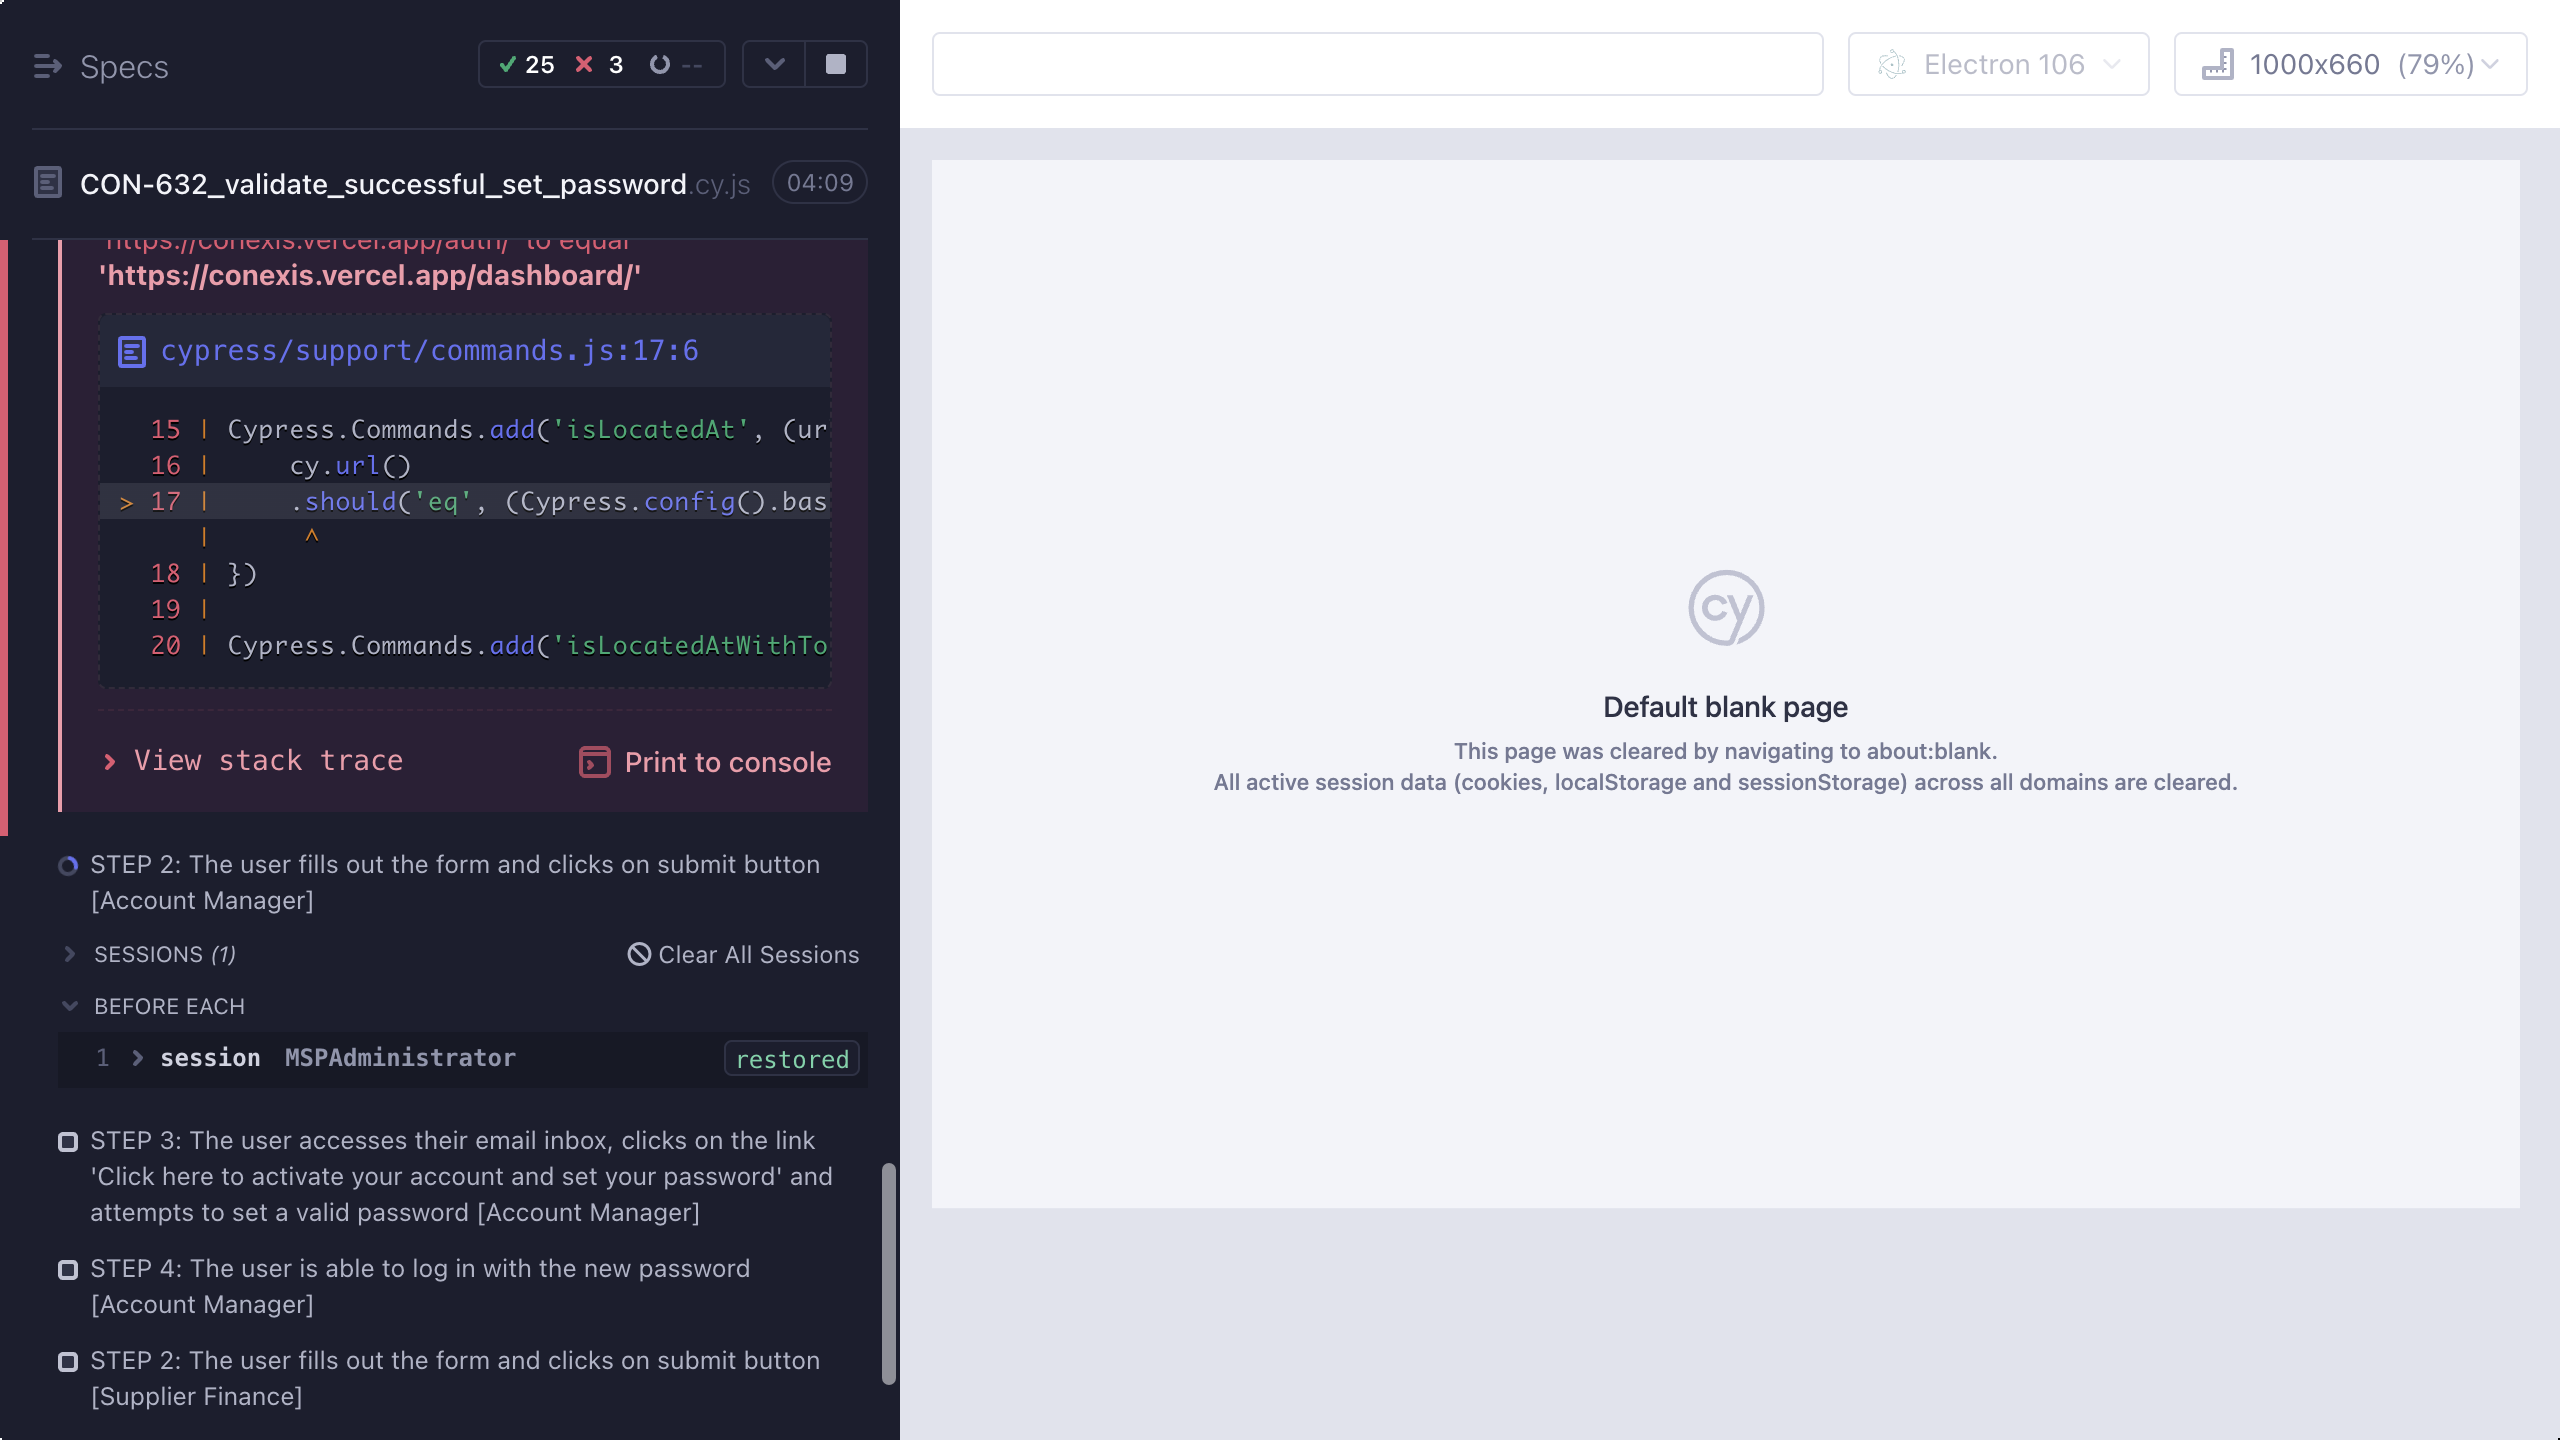 Specs
25 3 --
CON-632_validate_successful_set_password.cy.js 04:09
'https://conexis.vercel.app/auth/' to equal
'https://conexis.vercel.app/dashboard/'
cypress/support/commands.js:17:6
15 | Cypress.Commands.add('isLocatedAt', (ur
16 | cy.url()
> 17 | .should('eq', (Cypress.config().bas
| ^
18 | })
19 |
20 | Cypress.Commands.add('isLocatedAtWithTo
View stack trace
Print to console
STEP 2: The user fills out the form and clicks on submit button
[Account Manager]
SESSIONS (1)
Clear All Sessions
BEFORE EACH
1 session MSPAdministrator restored
STEP 3: The user accesses their email inbox, clicks on the link
'Click here to activate your account and set your password' and
attempts to set a valid password [Account Manager]
STEP 4: The user is able to log in with the new password
[Account Manager]
STEP 2: The user fills out the form and clicks on submit button
[Supplier Finance]
Electron 106
1000x660 (79%)
cy
Default blank page
This page was cleared by navigating to about:blank.
All active session data (cookies, localStorage and sessionStorage) across all domains are cleared.